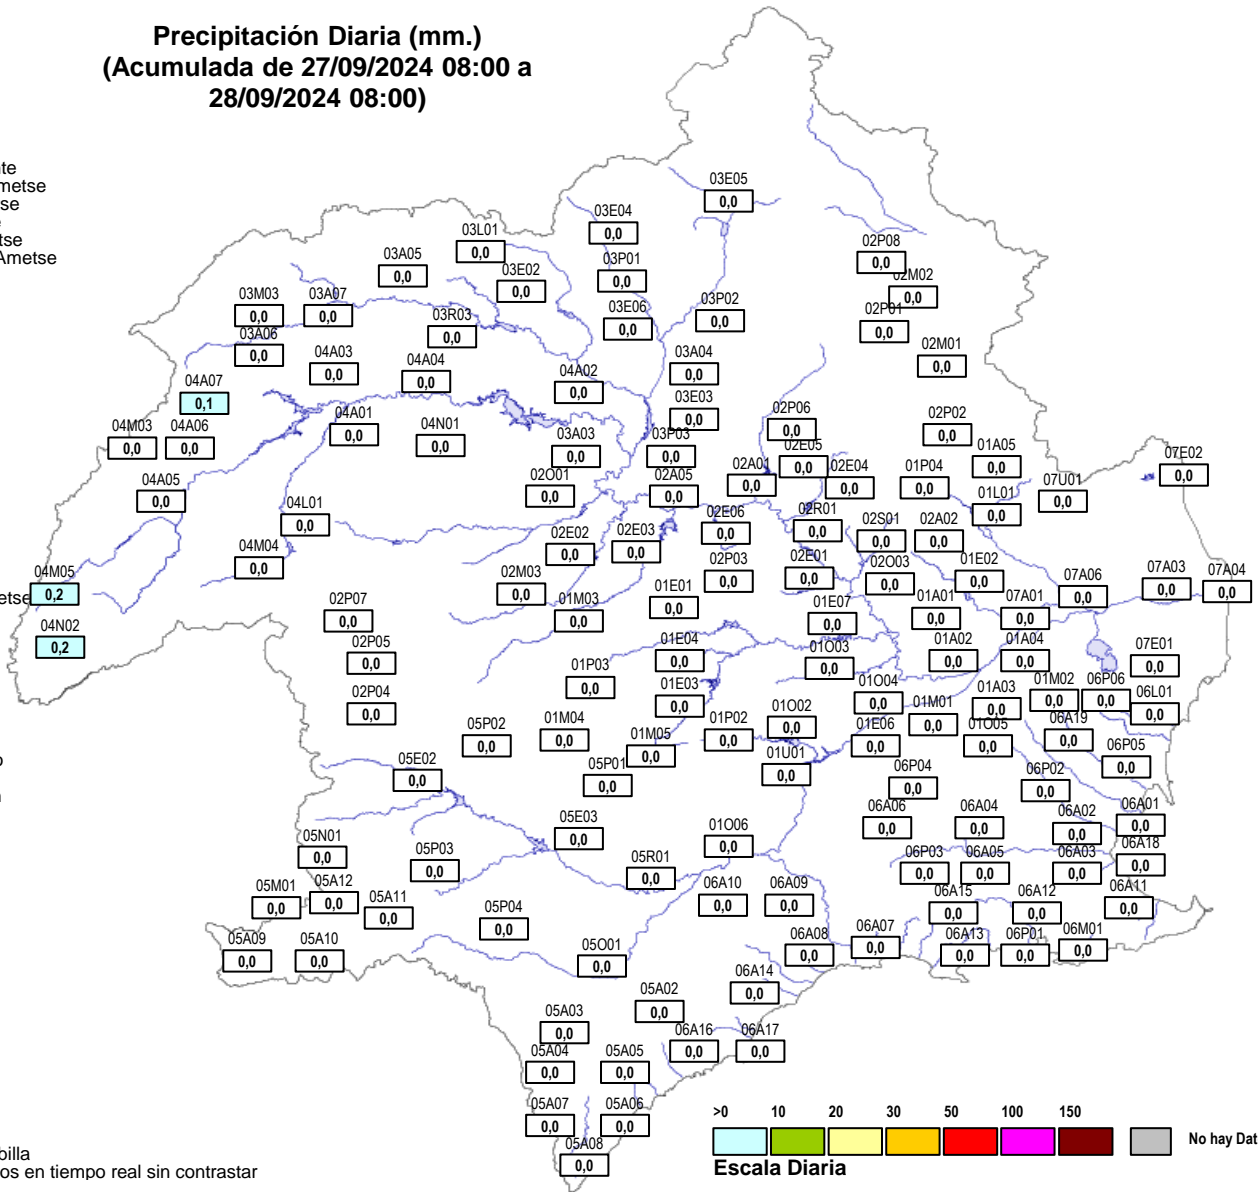 Precipitación Diaria (mm.)
(Acumulada de 27/09/2024 08:00 a
28/09/2024 08:00)
nte
metse
tse
e
tse
Ametse
03E05
0,0
03E04
0,0
03L01
0,0
02P08
0,0
03A05
0,0
03P01
0,0
03E02
0,0
02M02
0,0
03M03
0,0
03A07
0,0
03P02
0,0
03R03
0,0
03E06
0,0
02P01
0,0
03A06
0,0
04A03
0,0
04A04
0,0
03A04
0,0
02M01
0,0
04A02
0,0
04A07
0,1
03E03
0,0
04A01
0,0
02P06
0,0
02P02
0,0
04M03
0,0
04A06
0,0
04N01
0,0
03A03
0,0
03P03
0,0
02E05
0,0
01A05
0,0
07E02
0,0
04A05
0,0
02O01
0,0
02A05
0,0
02A01
0,0
02E04
0,0
01P04
0,0
07U01
0,0
01L01
0,0
04L01
0,0
02E06
0,0
02R01
0,0
02S01
0,0
02A02
0,0
02E02
0,0
02E03
0,0
04M04
0,0
04M05
0,2
02M03
0,0
02P03
0,0
02E01
0,0
02O03
0,0
01E02
0,0
07A06
0,0
07A03
0,0
07A04
0,0
etse
02P07
0,0
01M03
0,0
01E01
0,0
01E07
0,0
01A01
0,0
07A01
0,0
04N02
0,2
02P05
0,0
01E04
0,0
01O03
0,0
01A02
0,0
01A04
0,0
07E01
0,0
01P03
0,0
02P04
0,0
01E03
0,0
01O04
0,0
01A03
0,0
01M02
0,0
06P06
0,0
06L01
0,0
05P02
0,0
01M04
0,0
01M05
0,0
01P02
0,0
01O02
0,0
01E06
0,0
01M01
0,0
01O05
0,0
06A19
0,0
06P05
0,0
o
05E02
0,0
05P01
0,0
01U01
0,0
06P04
0,0
06P02
0,0
05E03
0,0
01O06
0,0
06A06
0,0
06A04
0,0
06A02
0,0
06A01
0,0
05N01
0,0
05P03
0,0
05R01
0,0
06P03
0,0
06A05
0,0
06A03
0,0
06A18
0,0
05M01
0,0
05A12
0,0
05A11
0,0
06A10
0,0
06A09
0,0
06A15
0,0
06A12
0,0
06A11
0,0
05P04
0,0
05A09
0,0
05A10
0,0
05O01
0,0
06A08
0,0
06A07
0,0
06A13
0,0
06P01
0,0
06M01
0,0
06A14
0,0
05A02
0,0
05A03
0,0
06A16
0,0
06A17
0,0
05A04
0,0
05A05
0,0
05A07
0,0
05A06
0,0
05A08
0,0
>0 10 20 30 50 100 150
No hay Dat
Escala Diaria
billa
os en tiempo real sin contrastar